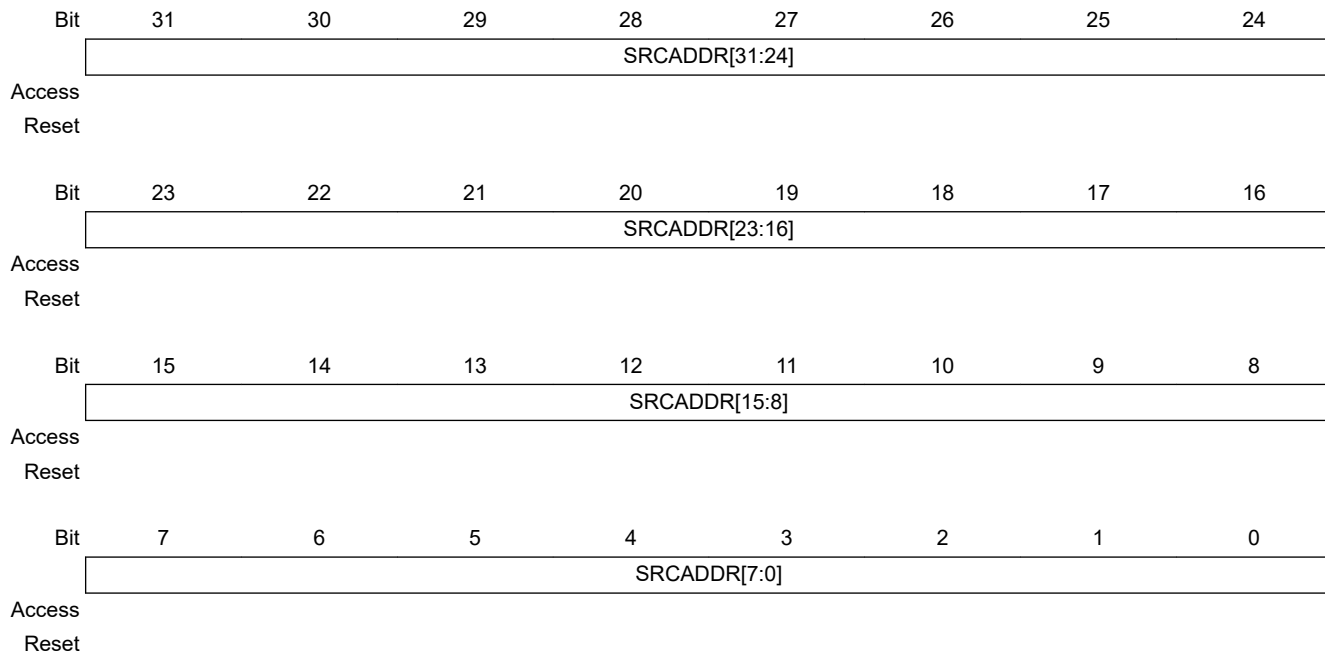 Bit 31 30 29 28 27 26 25 24
SRCADDR[31:24]
Access
Reset
Bit 23 22 21 20 19 18 17 16
SRCADDR[23:16]
Access
Reset
Bit 15 14 13 12 11 10 9 8
SRCADDR[15:8]
Access
Reset
Bit 7 6 5 4 3 2 1 0
SRCADDR[7:0]
Access
Reset